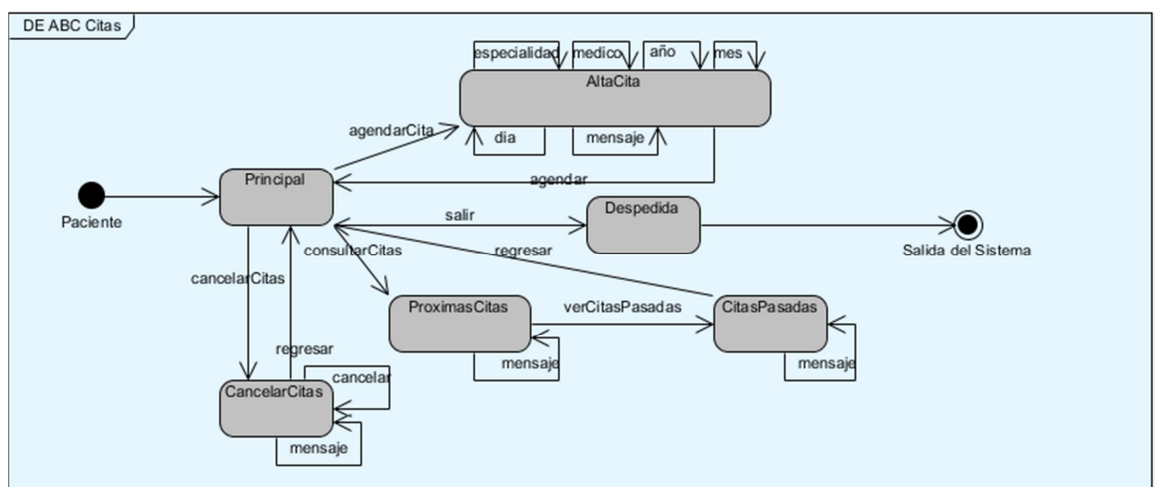 DE ABC Citas
especialidad
medico
año
mes
AltaCita
agendarCita
dia
mensaje
Principal
agendar
Paciente
salir
Despedida
consultarCitas
regresar
Salida del Sistema
cancelarCitas
ProximasCitas
verCitasPasadas
CitasPasadas
regresar
mensaje
mensaje
cancelar
CancelarCitas
mensaje